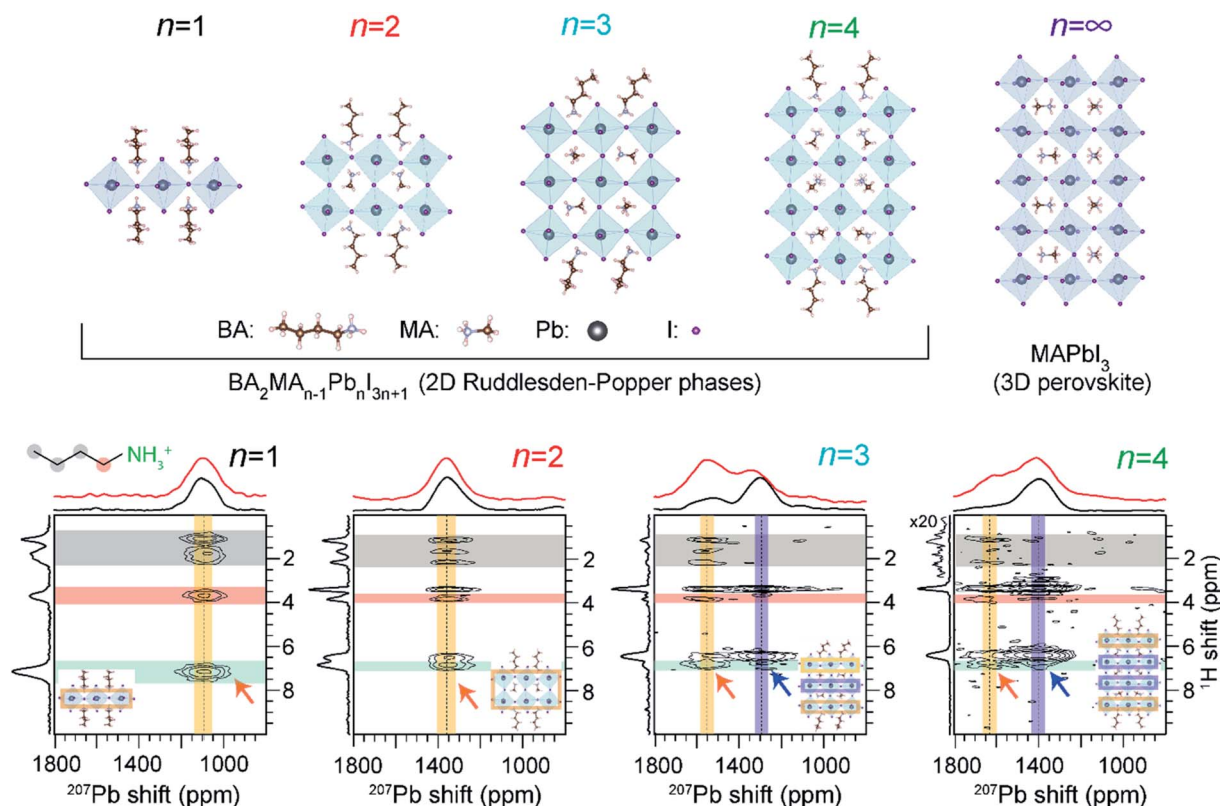 n=1
n=2
n=3
n=4
n=∞
BA:
MA:
Pb:
I:
BA2MAn-1PbnI3n+1 (2D Ruddlesden-Popper phases)
MAPbI3
(3D perovskite)
NH3+
n=1
n=2
n=3
n=4
x20
2
4
6
8
2
4
6
8
2
4
6
8
2
4
6
8
1H shift (ppm)
1800 1400 1000
1800 1400 1000
1800 1400 1000
1800 1400 1000
207Pb shift (ppm)
207Pb shift (ppm)
207Pb shift (ppm)
207Pb shift (ppm)